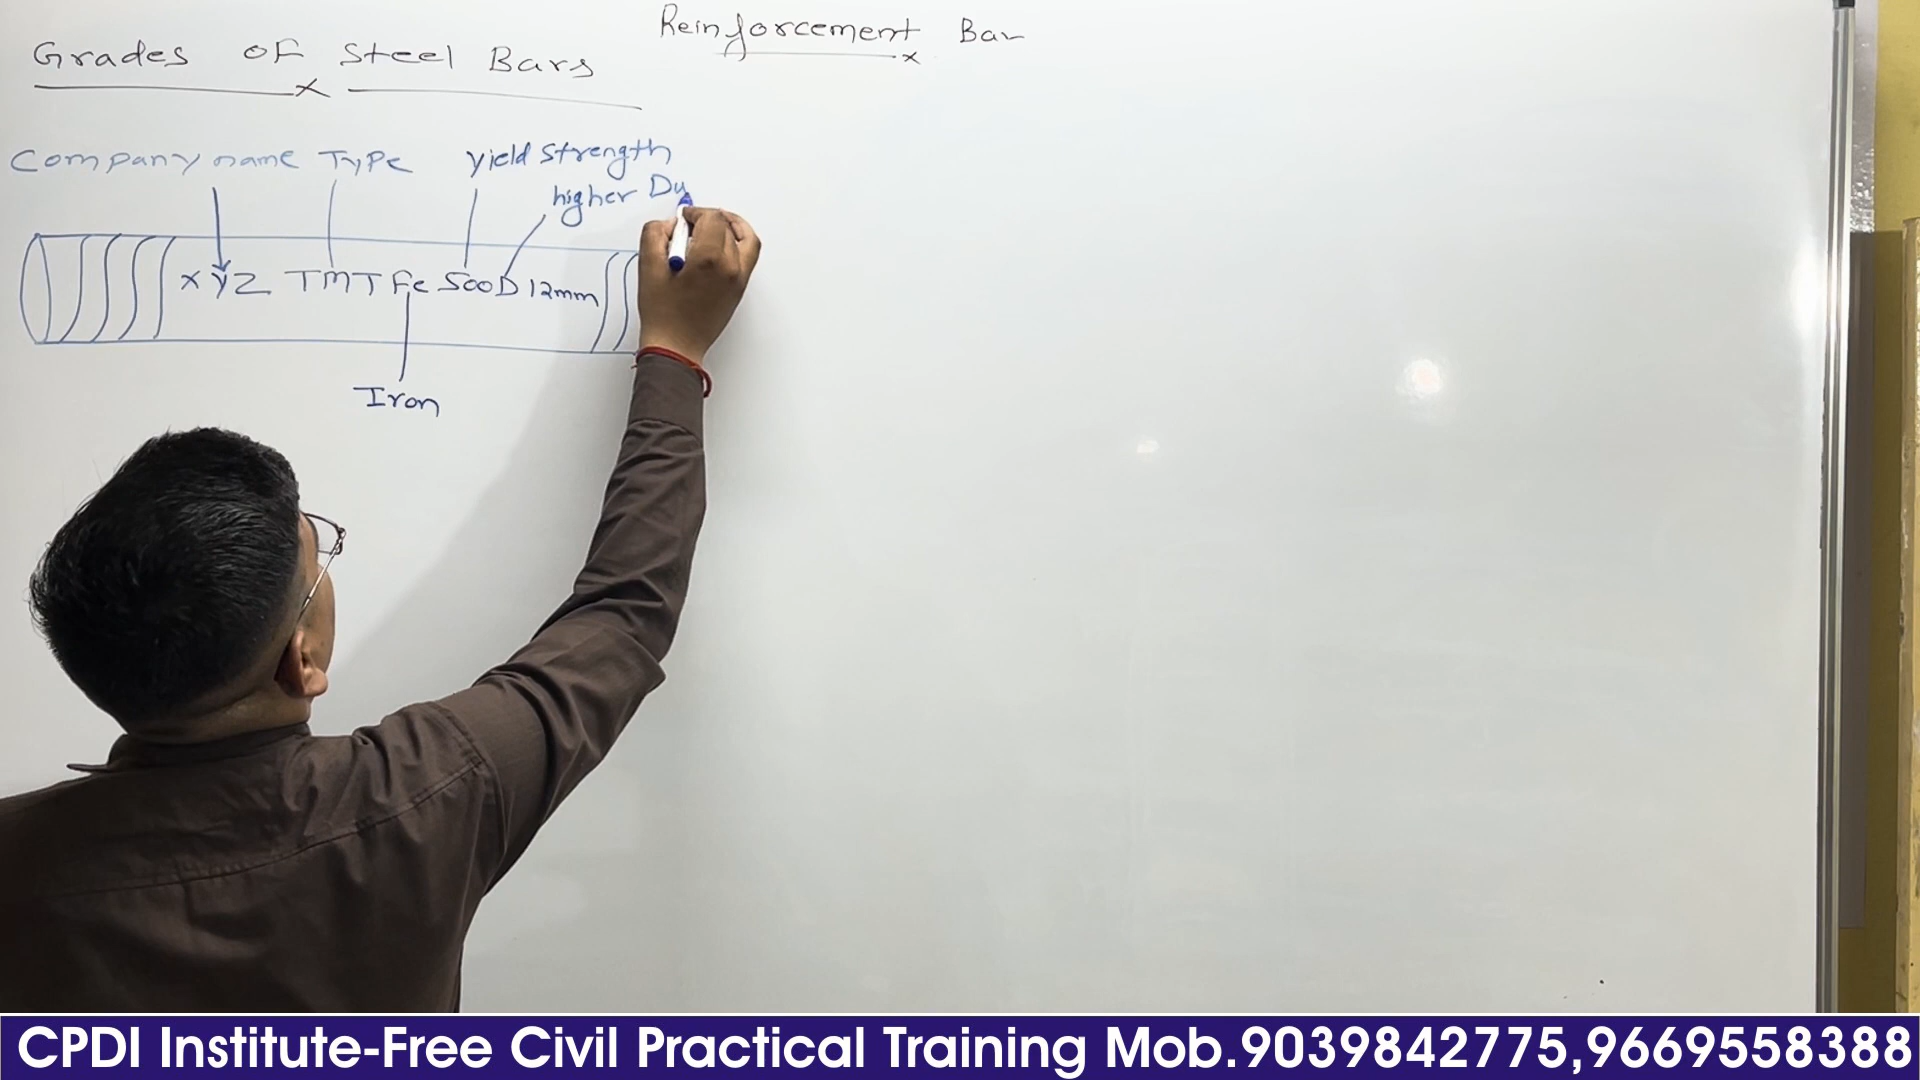 Reinforcement Bar
Grades of Steel Bars
Company name Type yield strength
higher Du
XYZ TMT Fe 500D 12mm
Iron
CPDI Institute-Free Civil Practical Training Mob.9039842775,9669558388